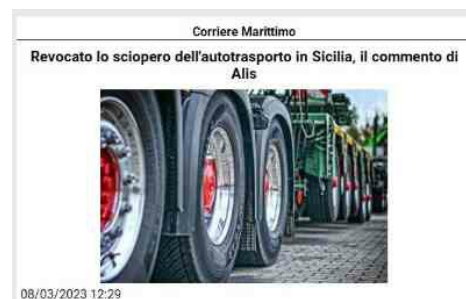 Corriere Marittimo
Revocato lo sciopero dell'autotrasporto in Sicilia, il commento di
Alis
08/03/2023 12:29